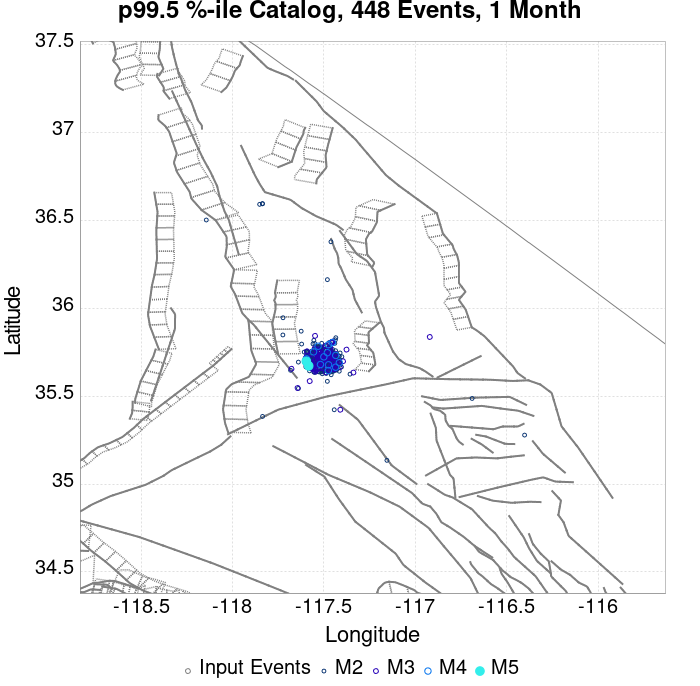 p99.5 %-ile Catalog, 448 Events, 1 Month
37.5
37
36.5
36
35.5
35
34.5
Latitude
-118.5 -118 -117.5 -117 -116.5 -116
Longitude
Input Events M2 M3 M4 M5